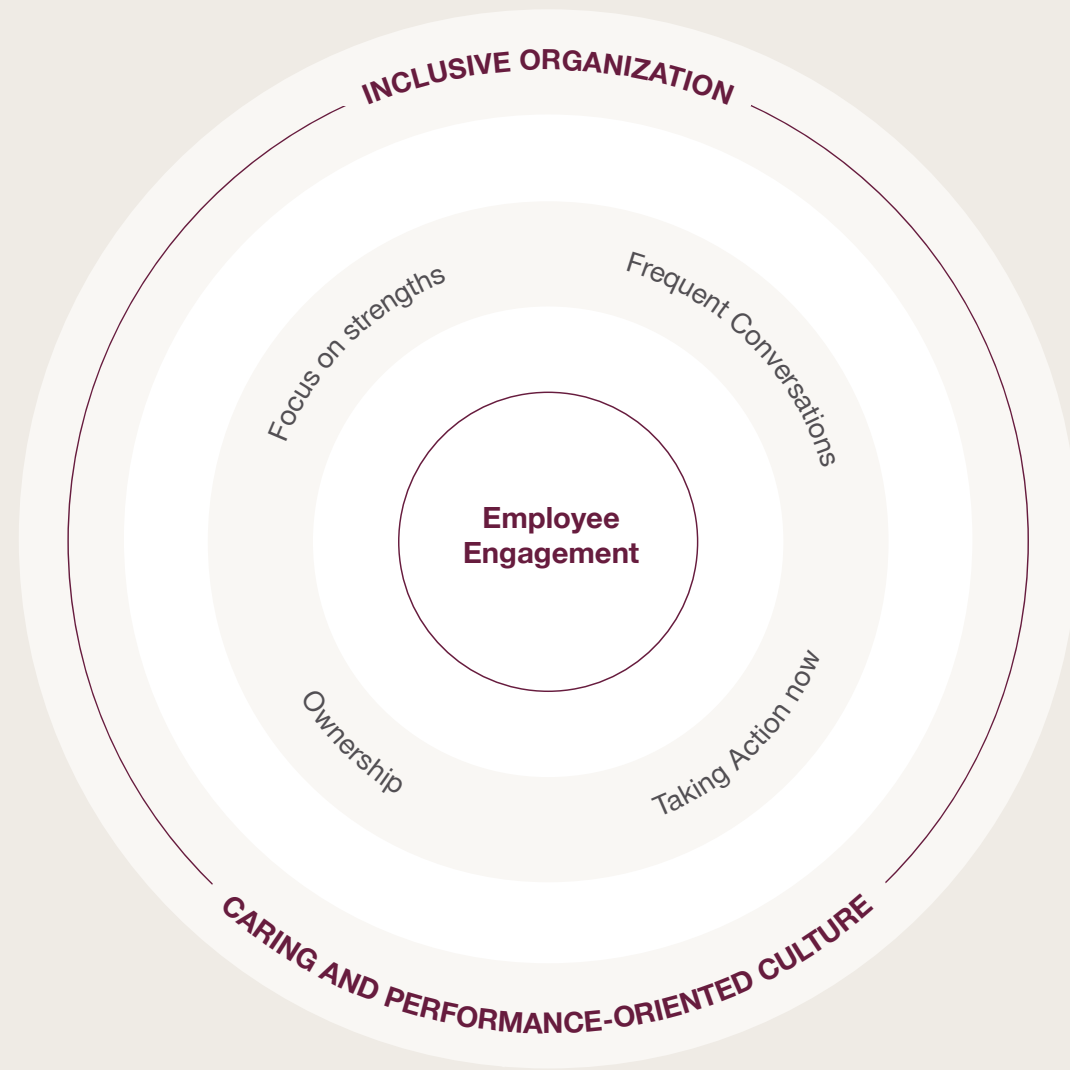 INCLUSIVE ORGANIZATION
Focus on strengths
Frequent Conversations
Employee
Engagement
Ownership
Taking Action now
CARING AND PERFORMANCE-ORIENTED CULTURE